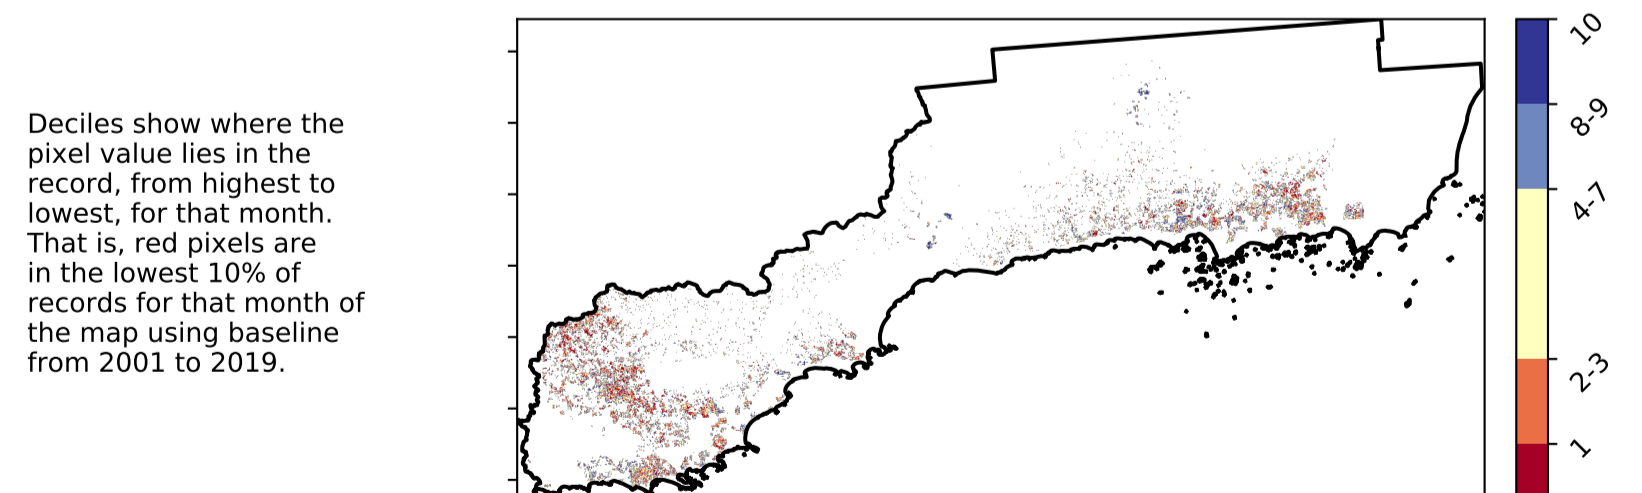 Deciles show where the
pixel value lies in the
record, from highest to
lowest, for that month.
That is, red pixels are
in the lowest 10% of
records for that month of
the map using baseline
from 2001 to 2019.
10
8-9
4-7
2-3
1